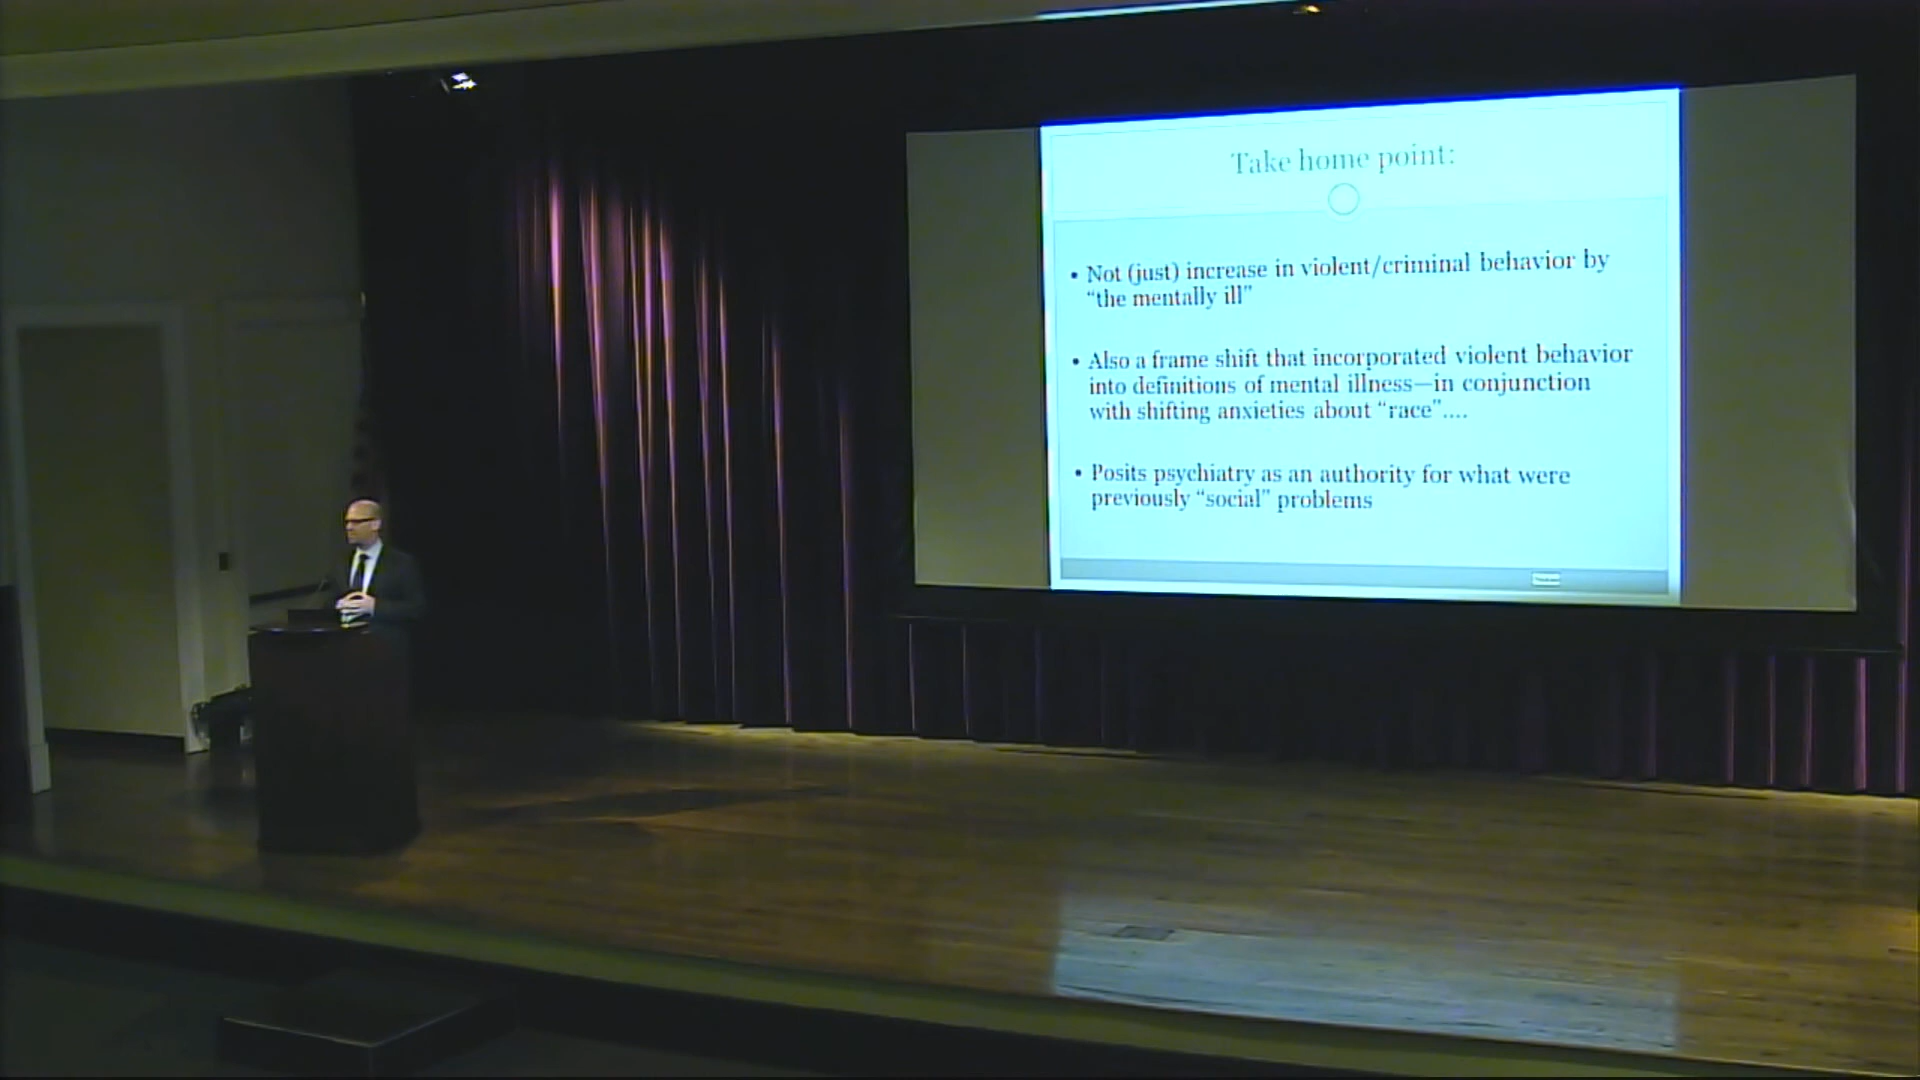 Take home point:
• Not (just) increase in violent/criminal behavior by
“the mentally ill”
• Also a frame shift that incorporated violent behavior
into definitions of mental illness—in conjunction
with shifting anxieties about “race”....
• Posits psychiatry as an authority for what were
previously “social” problems